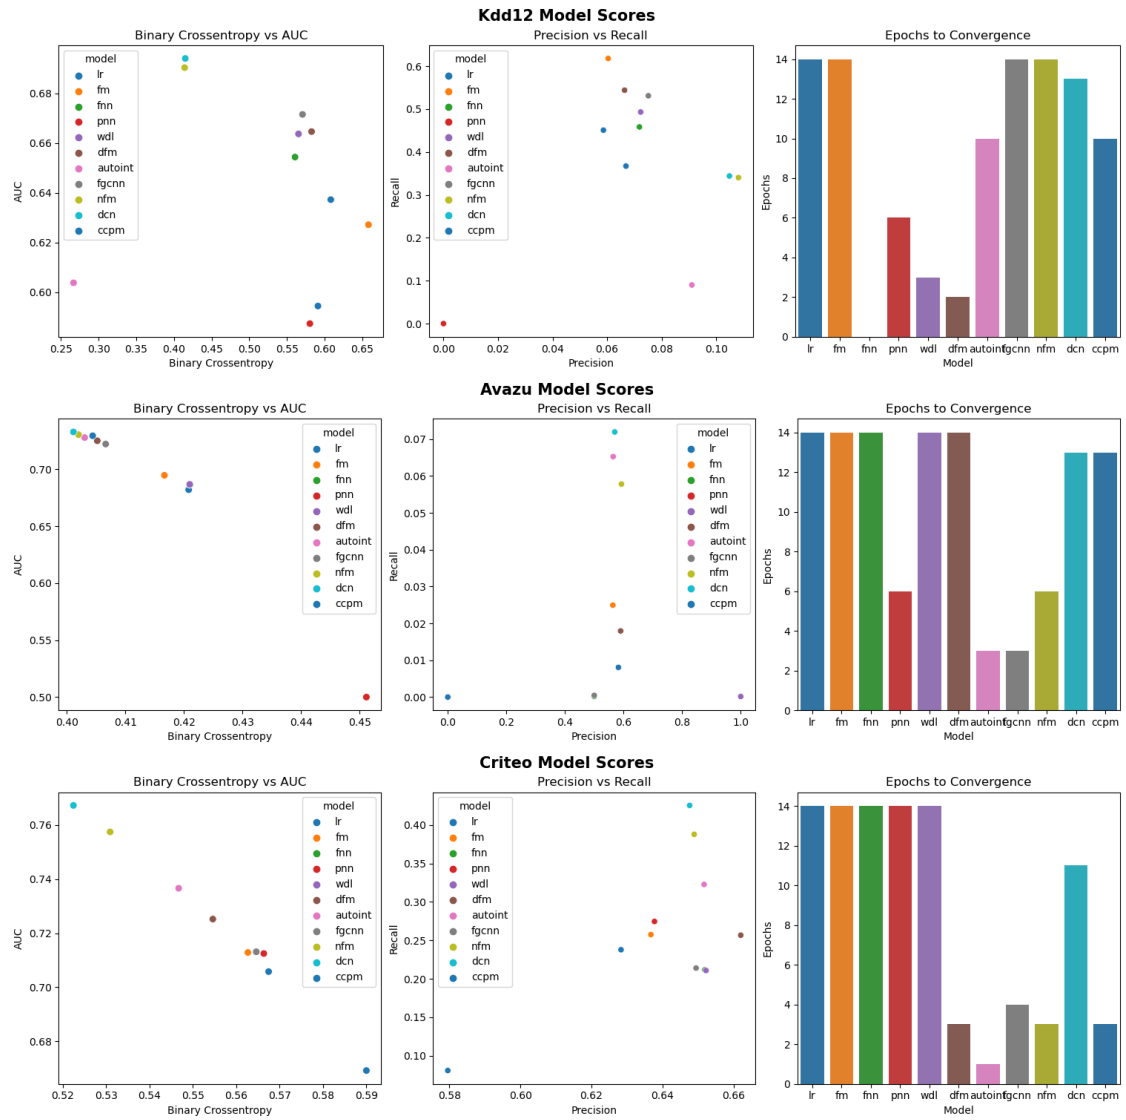 Kdd12 Model Scores
Binary Crossentropy vs AUC
AUC
0.68
0.66
0.64
0.62
0.60
model
lr
fm
fnn
pnn
wdl
dfm
autoint
fgcnn
nfm
dcn
ccpm
0.25 0.30 0.35 0.40 0.45 0.50 0.55 0.60 0.65
Binary Crossentropy
Precision vs Recall
Recall
0.6
0.5
0.4
0.3
0.2
0.1
0.0
model
lr
fm
fnn
pnn
wdl
dfm
autoint
fgcnn
nfm
dcn
ccpm
0.00 0.02 0.04 0.06 0.08 0.10
Precision
Epochs to Convergence
Epochs
14
12
10
8
6
4
2
0
lr fm fnn pnn wdl dfm autoint fgcnn nfm dcn ccpm
Model
Avazu Model Scores
Binary Crossentropy vs AUC
AUC
0.70
0.65
0.60
0.55
0.50
model
lr
fm
fnn
pnn
wdl
dfm
autoint
fgcnn
nfm
dcn
ccpm
0.40 0.41 0.42 0.43 0.44 0.45
Binary Crossentropy
Precision vs Recall
Recall
0.07
0.06
0.05
0.04
0.03
0.02
0.01
0.00
model
lr
fm
fnn
pnn
wdl
dfm
autoint
fgcnn
nfm
dcn
ccpm
0.0 0.2 0.4 0.6 0.8 1.0
Precision
Epochs to Convergence
Epochs
14
12
10
8
6
4
2
0
lr fm fnn pnn wdl dfm autoint fgcnn nfm dcn ccpm
Model
Criteo Model Scores
Binary Crossentropy vs AUC
AUC
0.76
0.74
0.72
0.70
0.68
model
lr
fm
fnn
pnn
wdl
dfm
autoint
fgcnn
nfm
dcn
ccpm
0.52 0.53 0.54 0.55 0.56 0.57 0.58 0.59
Binary Crossentropy
Precision vs Recall
Recall
0.40
0.35
0.30
0.25
0.20
0.15
0.10
model
lr
fm
fnn
pnn
wdl
dfm
autoint
fgcnn
nfm
dcn
ccpm
0.58 0.60 0.62 0.64 0.66
Precision
Epochs to Convergence
Epochs
14
12
10
8
6
4
2
0
lr fm fnn pnn wdl dfm autoint fgcnn nfm dcn ccpm
Model